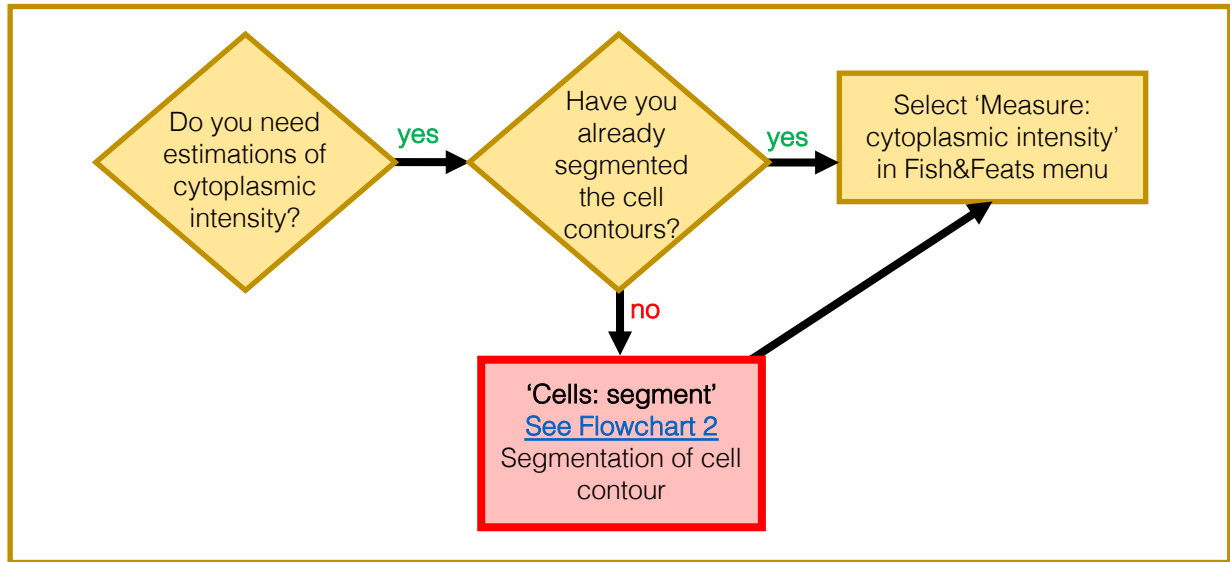 Do you need
estimations of
cytoplasmic
intensity?
yes
Have you
already
segmented
the cell
contours?
yes
Select ‘Measure:
cytoplasmic intensity’
in Fish&Feats menu
no
‘Cells: segment’
See Flowchart 2
Segmentation of cell
contour